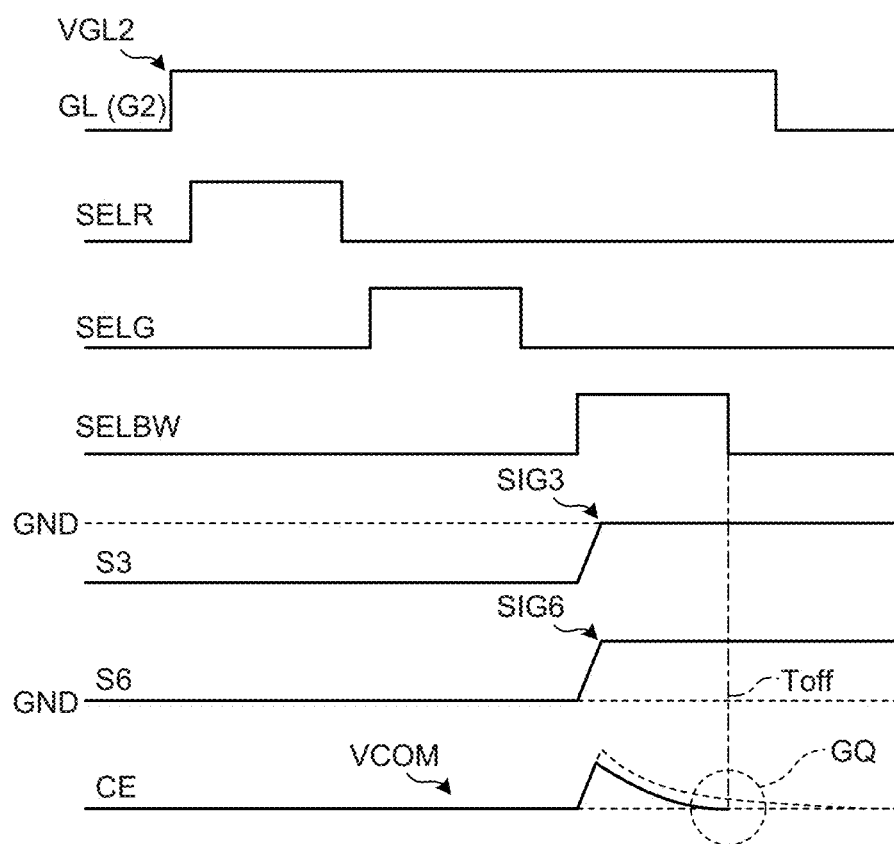 VGL2
GL (G2)
SELR
SELG
SELBW
SIG3
GND
S3
SIG6
S6
GND
Toff
VCOM
GQ
CE